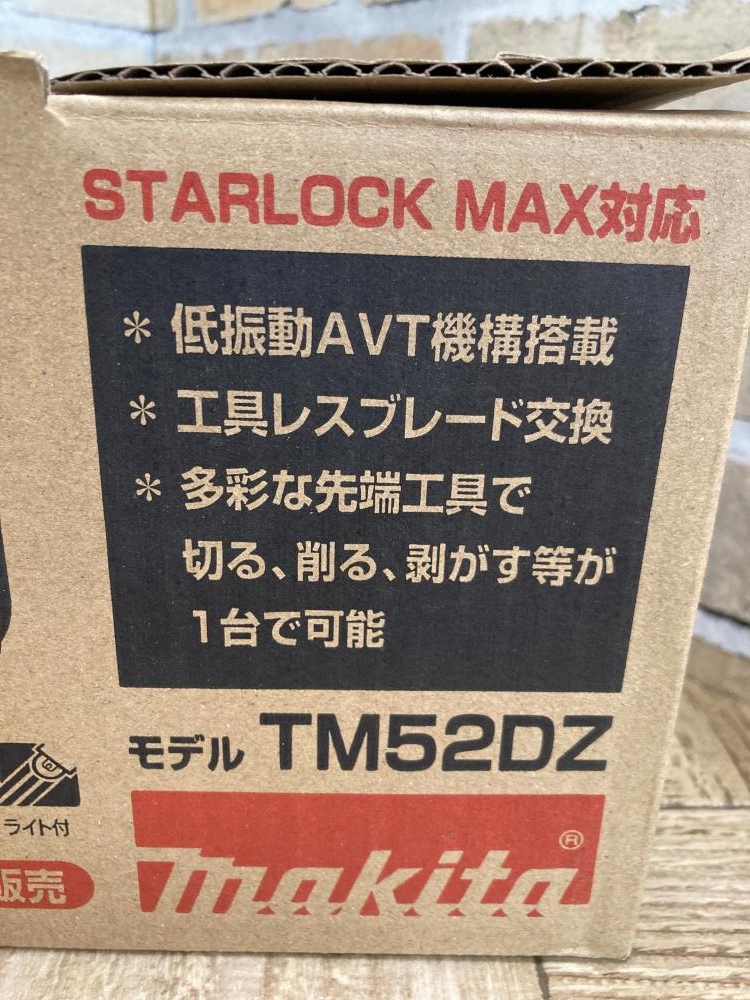 STARLOCK MAX対応
* 低振動AVT機構搭載
* 工具レスブレード交換
* 多彩な先端工具で
切る、削る、剥がす等が
1台で可能
モデル TM52DZ
ライト付
販売
makita®